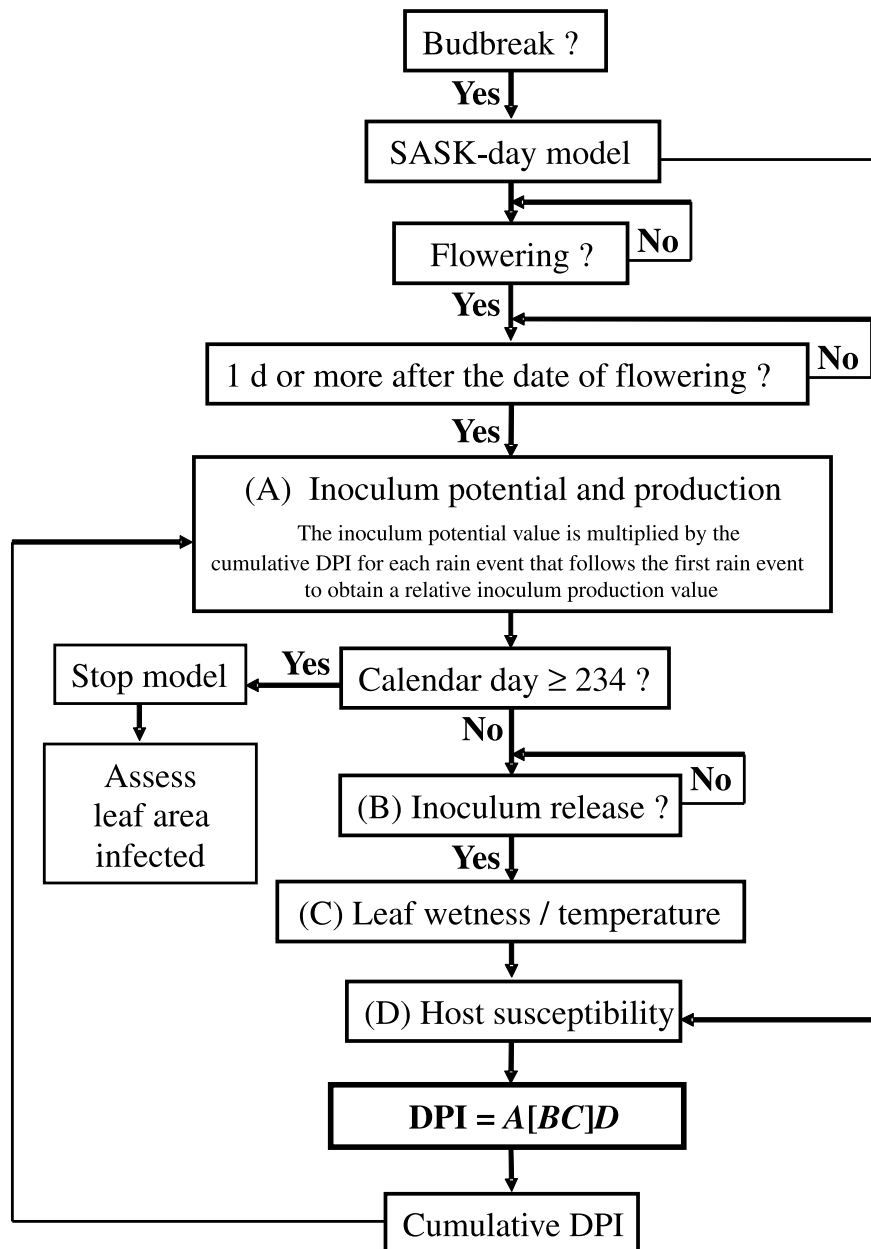 Budbreak ?
Yes
SASK-day model
Flowering ?
No
Yes
1 d or more after the date of flowering ?
No
Yes
(A) Inoculum potential and production
The inoculum potential value is multiplied by the
cumulative DPI for each rain event that follows the first rain event
to obtain a relative inoculum production value
Calendar day ≥ 234 ?
Yes
Stop model
Assess
leaf area
infected
No
(B) Inoculum release ?
No
Yes
(C) Leaf wetness / temperature
(D) Host susceptibility
DPI = A[BC]D
Cumulative DPI